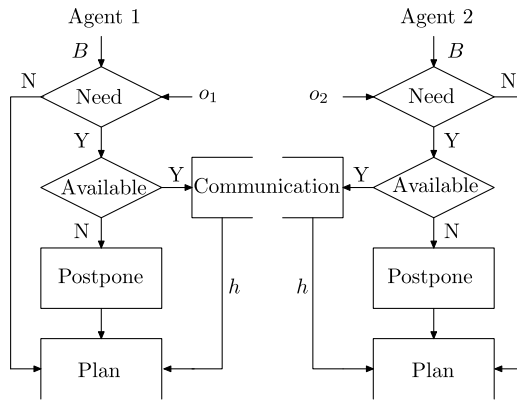 Agent 1 Agent 2
B B
N N
Need o₁ o₂ Need
Y Y
Y Y
Available Communication Available
N N
Postpone h h Postpone
Plan Plan